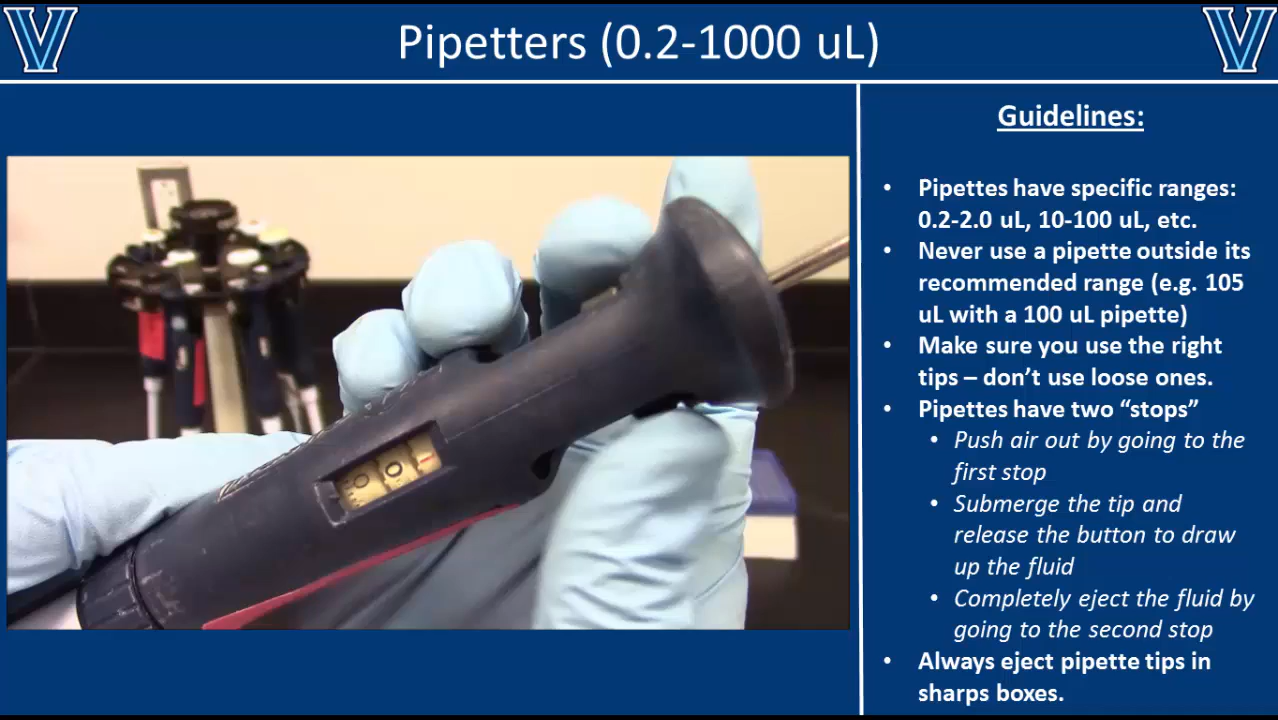 Pipetters (0.2-1000 uL)
Guidelines:
• Pipettes have specific ranges:
0.2-2.0 uL, 10-100 uL, etc.
• Never use a pipette outside its
recommended range (e.g. 105
uL with a 100 uL pipette)
• Make sure you use the right
tips – don’t use loose ones.
• Pipettes have two “stops”
• Push air out by going to the
first stop
• Submerge the tip and
release the button to draw
up the fluid
• Completely eject the fluid by
going to the second stop
• Always eject pipette tips in
sharps boxes.